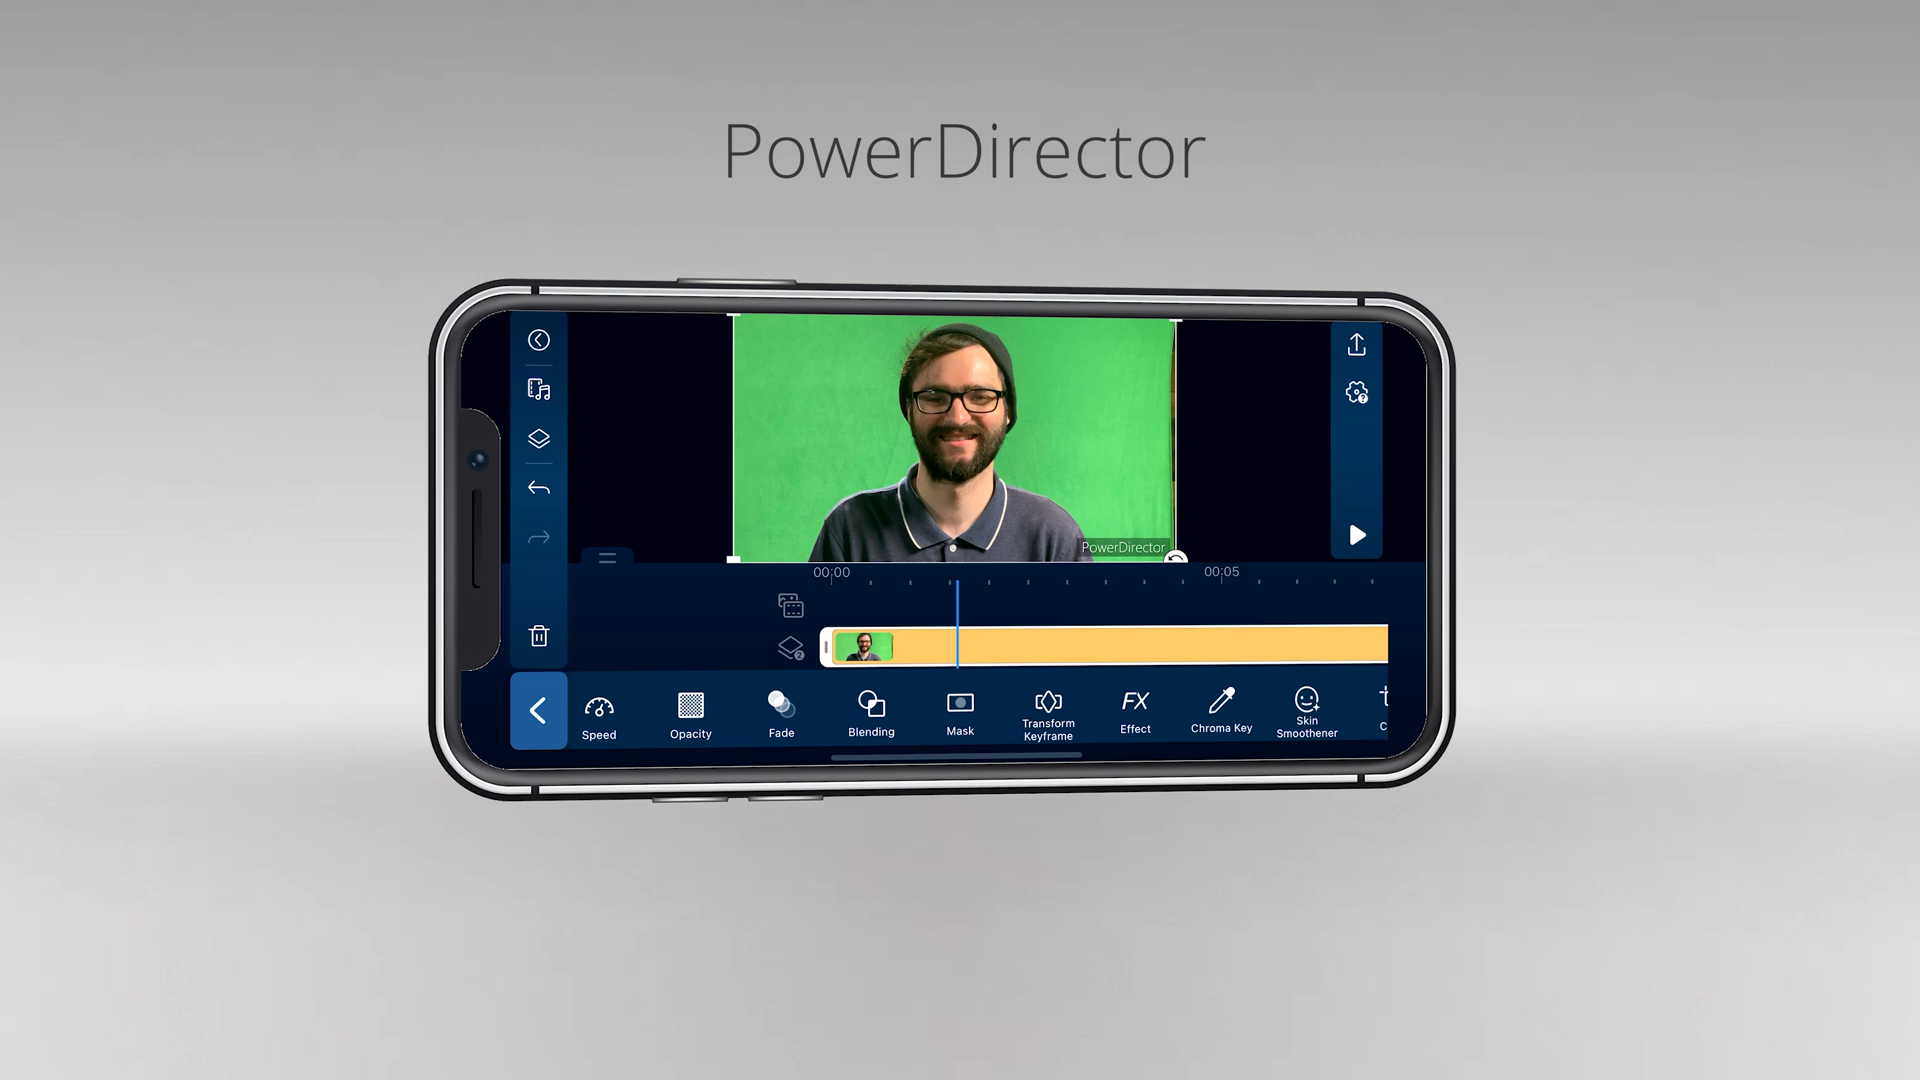 PowerDirector
PowerDirector
00:00
00:05
2
Speed
Opacity
Fade
Blending
Mask
Transform
Keyframe
FX
Effect
Chroma Key
Skin
Smoothener